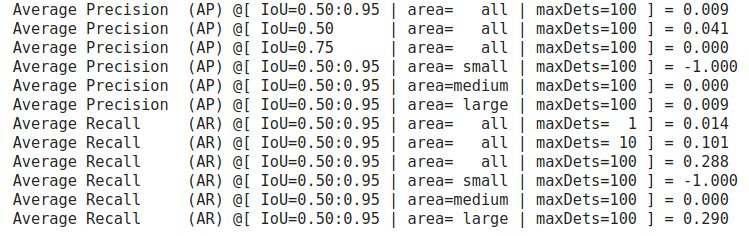 Average Precision  (AP) @[ IoU=0.50:0.95 | area=   all | maxDets=100 ] = 0.009
Average Precision  (AP) @[ IoU=0.50      | area=   all | maxDets=100 ] = 0.041
Average Precision  (AP) @[ IoU=0.75      | area=   all | maxDets=100 ] = 0.000
Average Precision  (AP) @[ IoU=0.50:0.95 | area= small | maxDets=100 ] = -1.000
Average Precision  (AP) @[ IoU=0.50:0.95 | area=medium | maxDets=100 ] = 0.000
Average Precision  (AP) @[ IoU=0.50:0.95 | area= large | maxDets=100 ] = 0.009
Average Recall     (AR) @[ IoU=0.50:0.95 | area=   all | maxDets=  1 ] = 0.014
Average Recall     (AR) @[ IoU=0.50:0.95 | area=   all | maxDets= 10 ] = 0.101
Average Recall     (AR) @[ IoU=0.50:0.95 | area=   all | maxDets=100 ] = 0.288
Average Recall     (AR) @[ IoU=0.50:0.95 | area= small | maxDets=100 ] = -1.000
Average Recall     (AR) @[ IoU=0.50:0.95 | area=medium | maxDets=100 ] = 0.000
Average Recall     (AR) @[ IoU=0.50:0.95 | area= large | maxDets=100 ] = 0.290